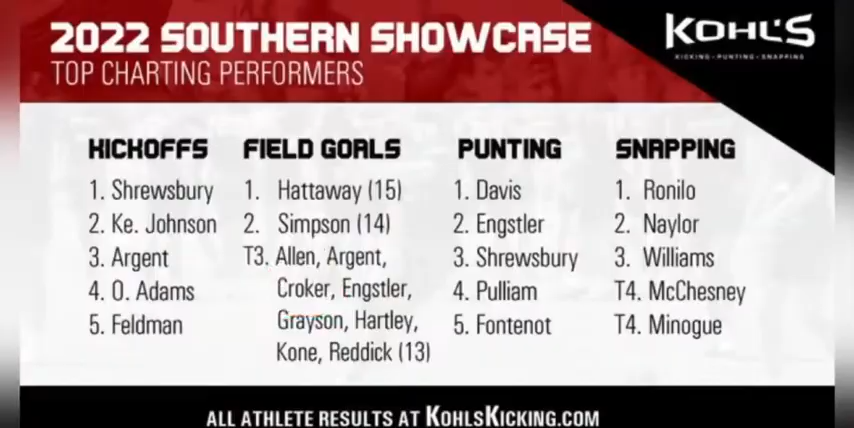 2022 SOUTHERN SHOWCASE
TOP CHARTING PERFORMERS
KOHL'S
KICKING · PUNTING · SNAPPING
KICKOFFS
1. Shrewsbury
2. Ke. Johnson
3. Argent
4. O. Adams
5. Feldman
FIELD GOALS
1. Hattaway (15)
2. Simpson (14)
T3. Allen, Argent,
Croker, Engstler,
Grayson, Hartley,
Kone, Reddick (13)
PUNTING
1. Davis
2. Engstler
3. Shrewsbury
4. Pulliam
5. Fontenot
SNAPPING
1. Ronilo
2. Naylor
3. Williams
T4. McChesney
T4. Minogue
ALL ATHLETE RESULTS AT KOHLSKICKING.COM